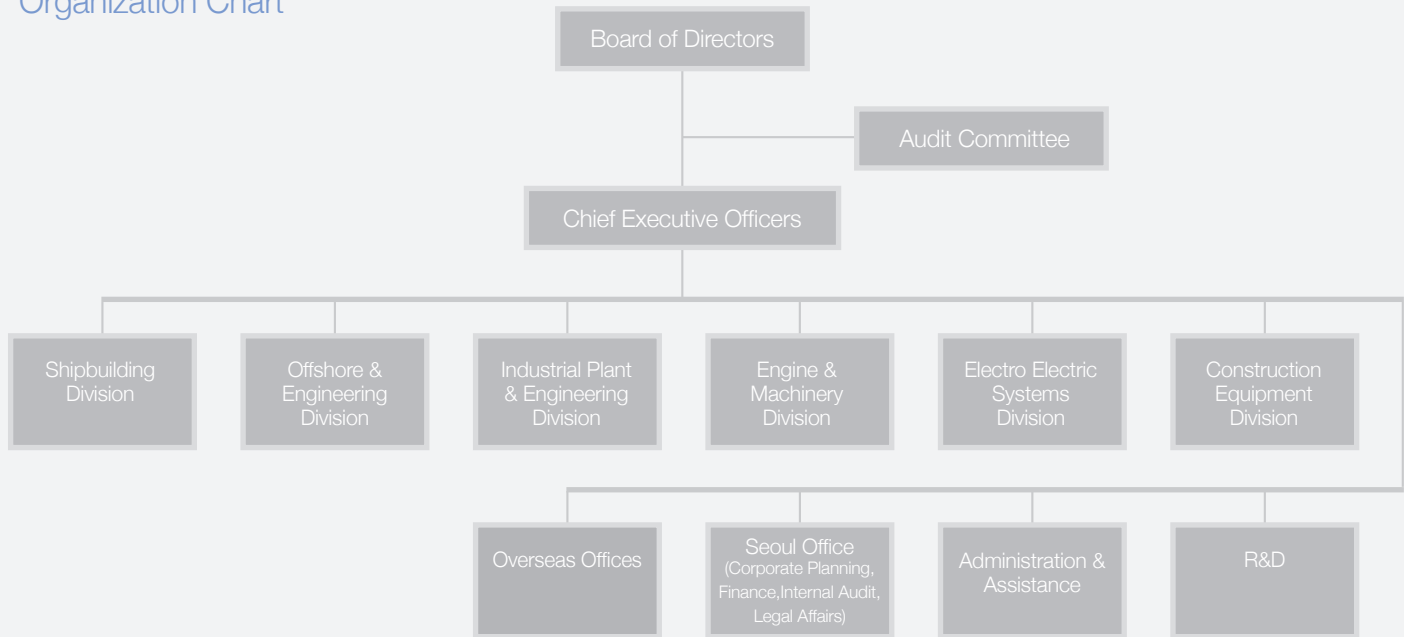 Organization Chart
Board of Directors
Audit Committee
Chief Executive Officers
Shipbuilding
Division
Offshore &
Engineering
Division
Industrial Plant
& Engineering
Division
Engine &
Machinery
Division
Electro Electric
Systems
Division
Construction
Equipment
Division
Overseas Offices
Seoul Office
(Corporate Planning,
Finance,Internal Audit,
Legal Affairs)
Administration &
Assistance
R&D